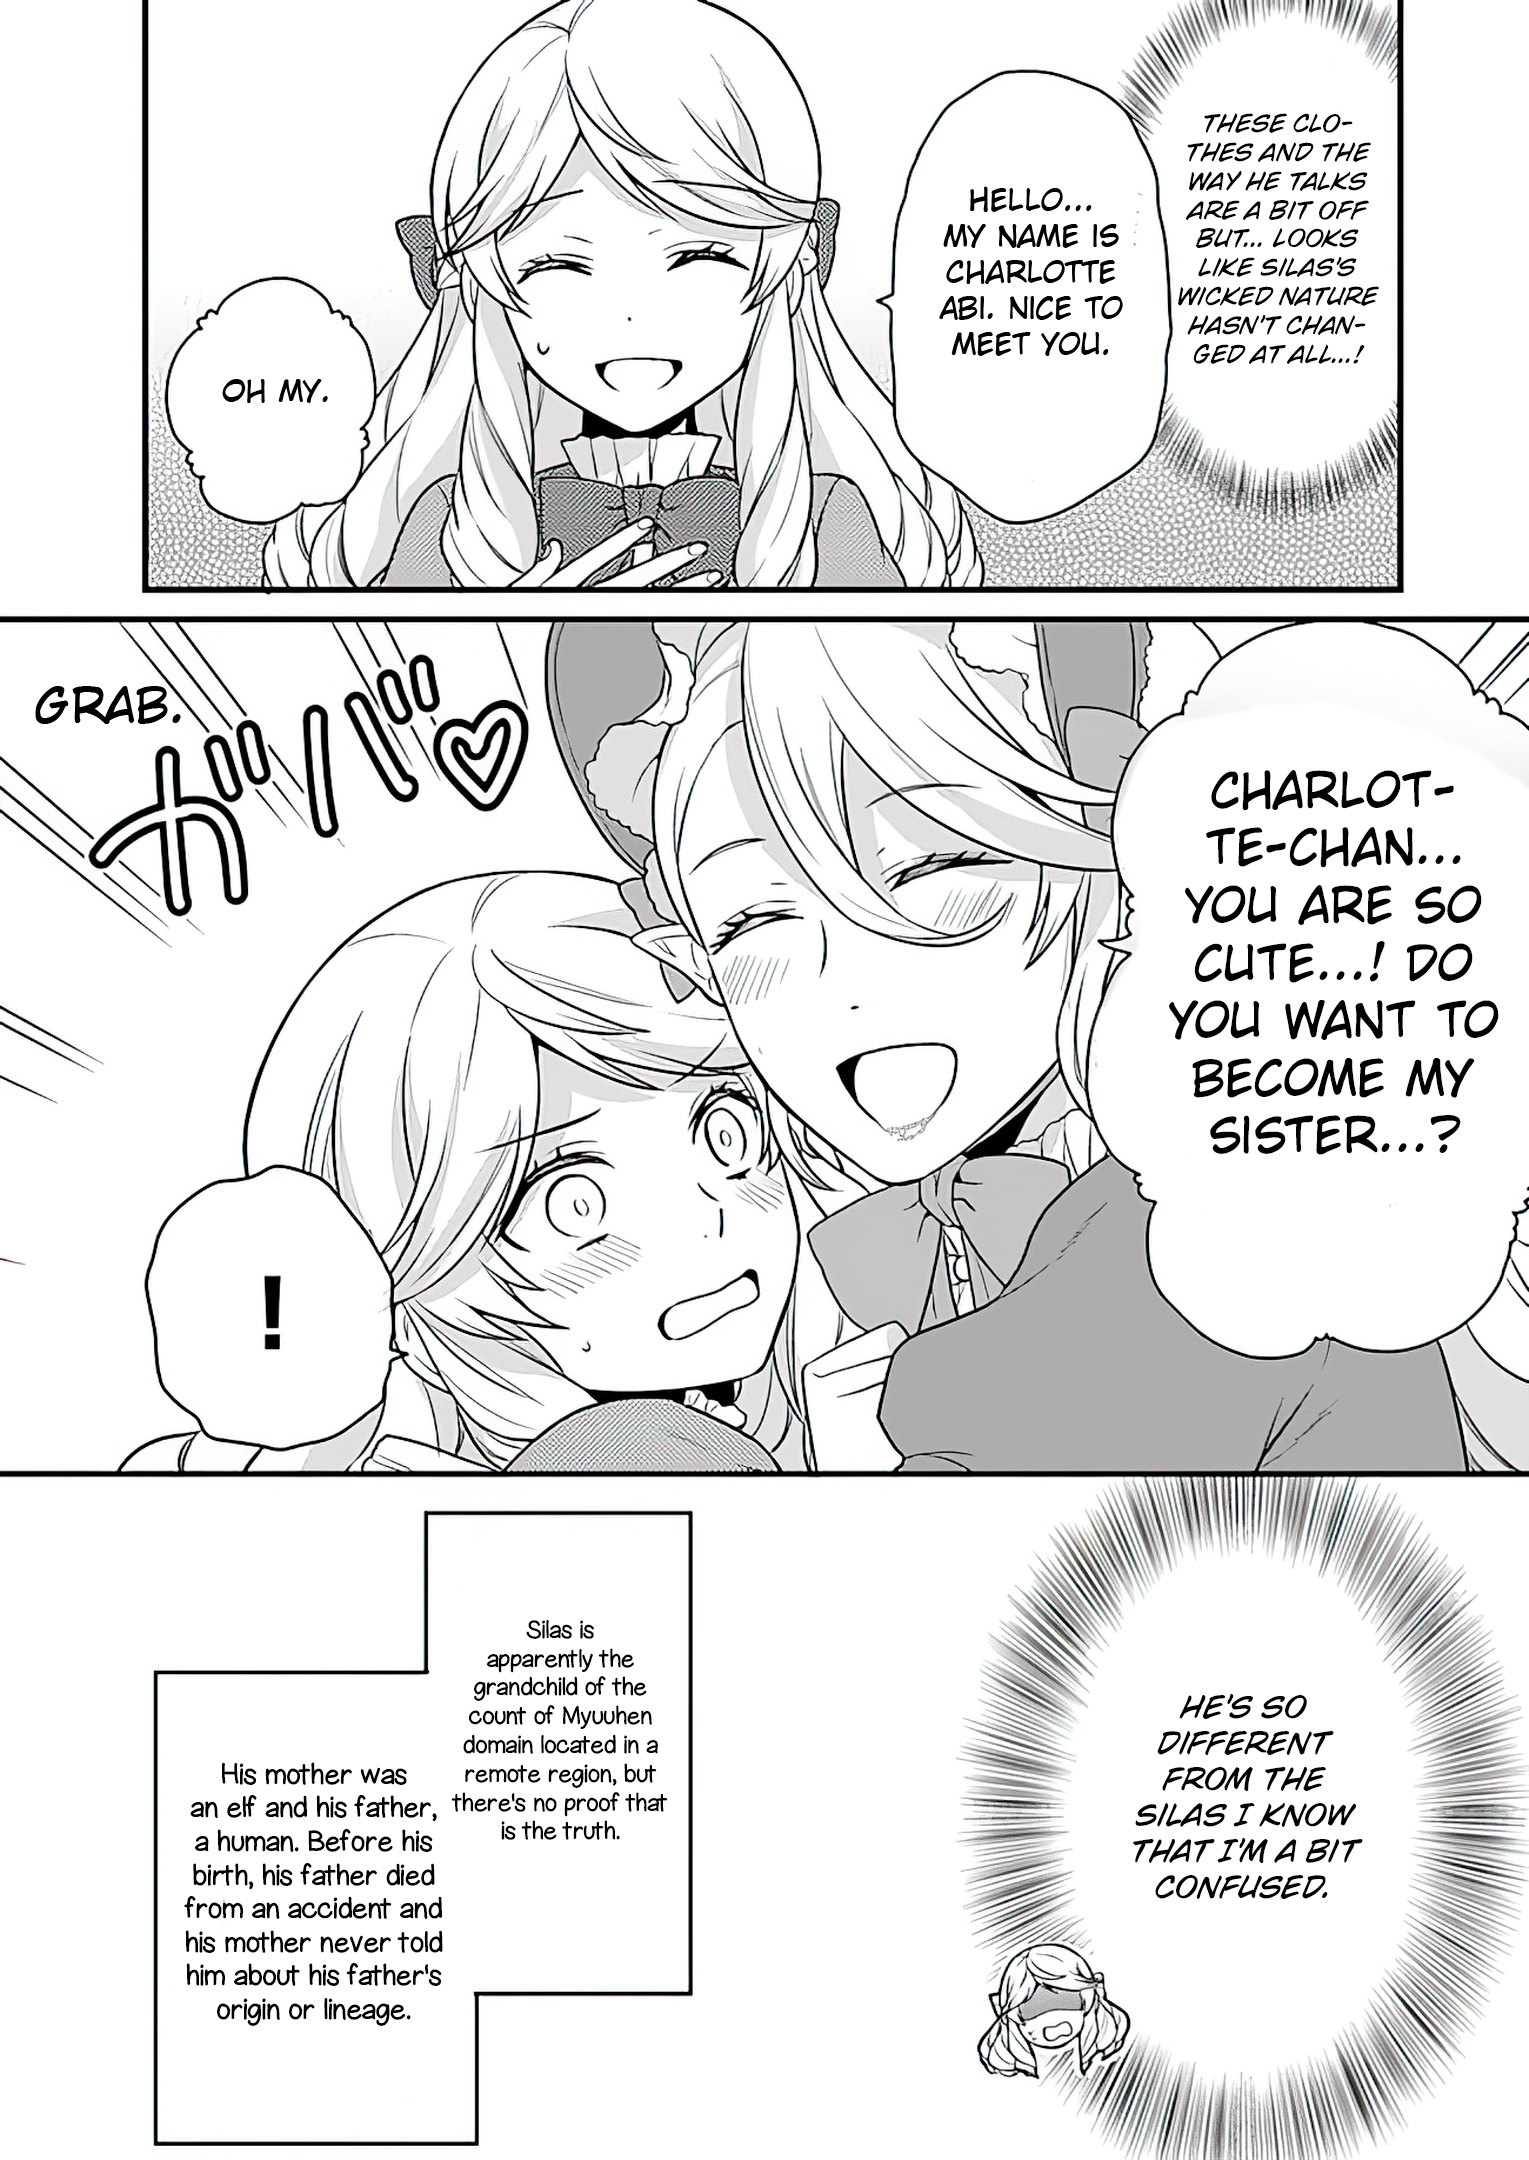 THESE CLO-
THES AND THE
WAY HE TALKS
ARE A BIT OFF
BUT... LOOKS
LIKE SILAS'S
WICKED NATURE
HASN'T CHAN-
GED AT ALL...!
HELLO...
MY NAME IS
CHARLOTTE
ABI. NICE TO
MEET YOU.
OH MY.
CHARLOT-
TE-CHAN...
YOU ARE SO
CUTE...! DO
YOU WANT TO
BECOME MY
SISTER...?
GRAB.
ガバッ♡
!
HE'S SO
DIFFERENT
FROM THE
SILAS I KNOW
THAT I'M A BIT
CONFUSED.
Silas is
apparently the
grandchild of the
count of Myuuhen
domain located in a
remote region, but
there's no proof that
is the truth.
His mother was
an elf and his father,
a human. Before his
birth, his father died
from an accident and
his mother never told
him about his father's
origin or lineage.